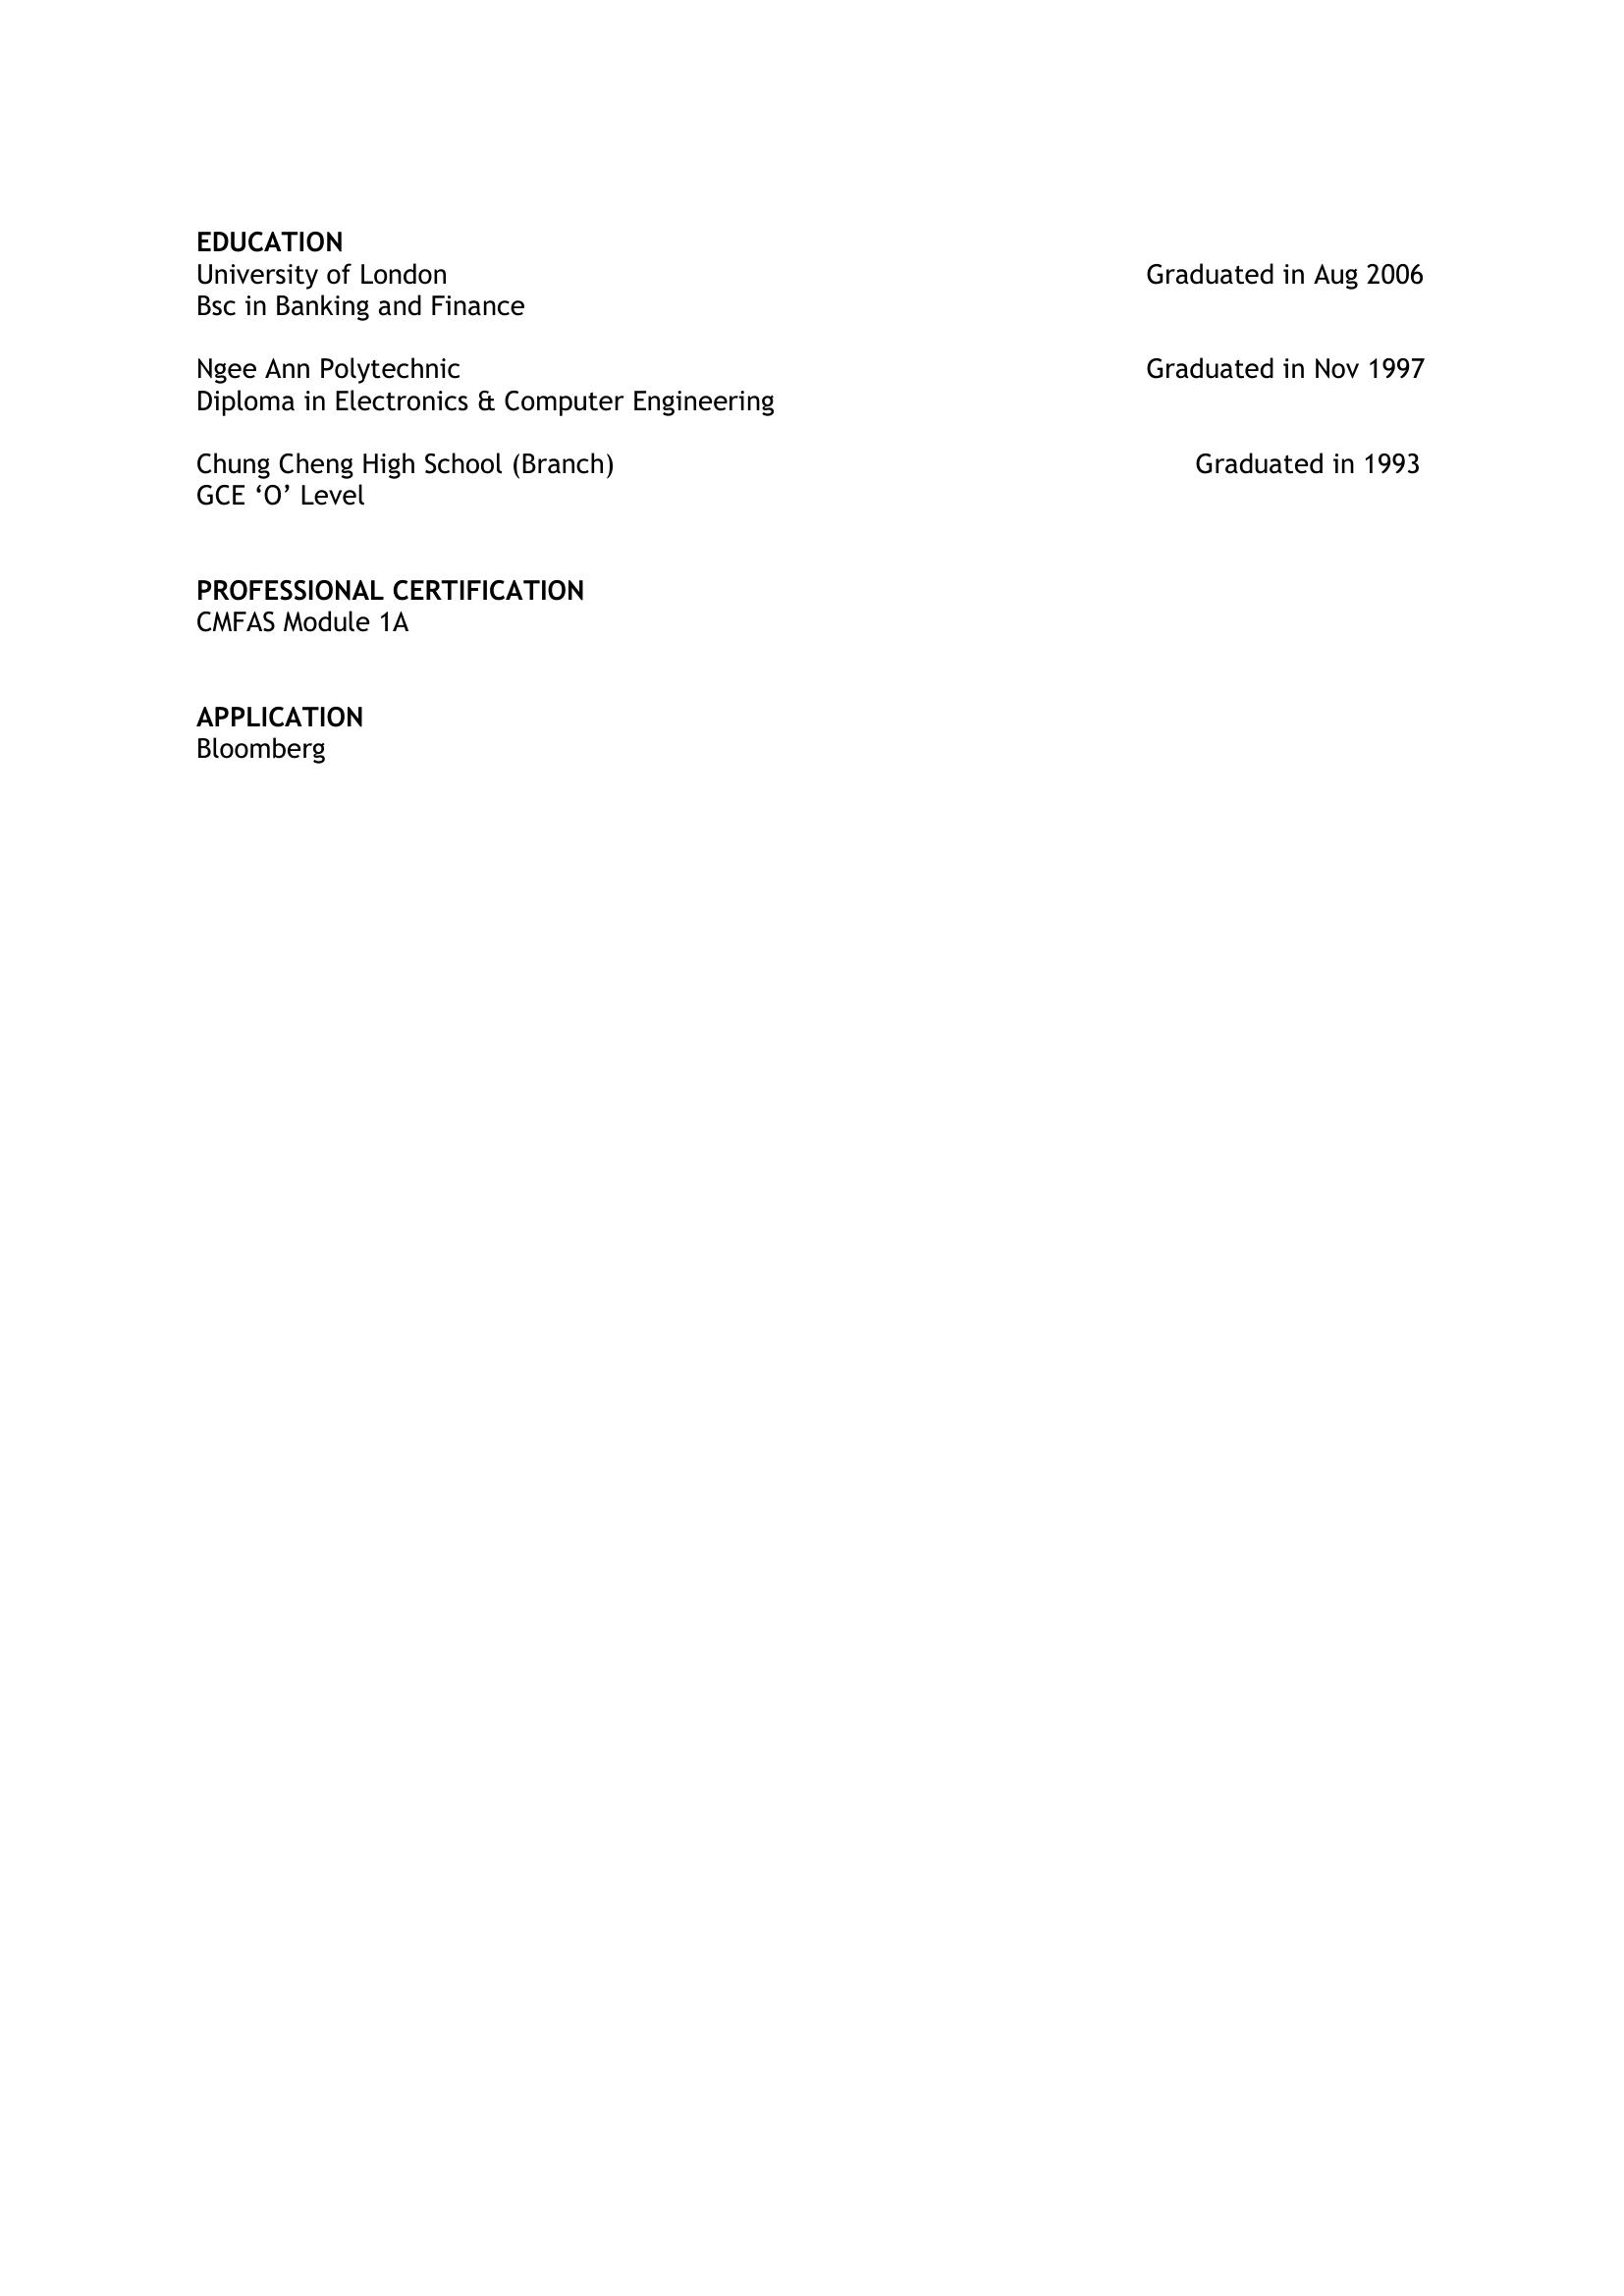 EDUCATION
University of London Graduated in Aug 2006
Bsc in Banking and Finance
Ngee Ann Polytechnic Graduated in Nov 1997
Diploma in Electronics & Computer Engineering
Chung Cheng High School (Branch) Graduated in 1993
GCE ‘O’ Level
PROFESSIONAL CERTIFICATION
CMFAS Module 1A
APPLICATION
Bloomberg